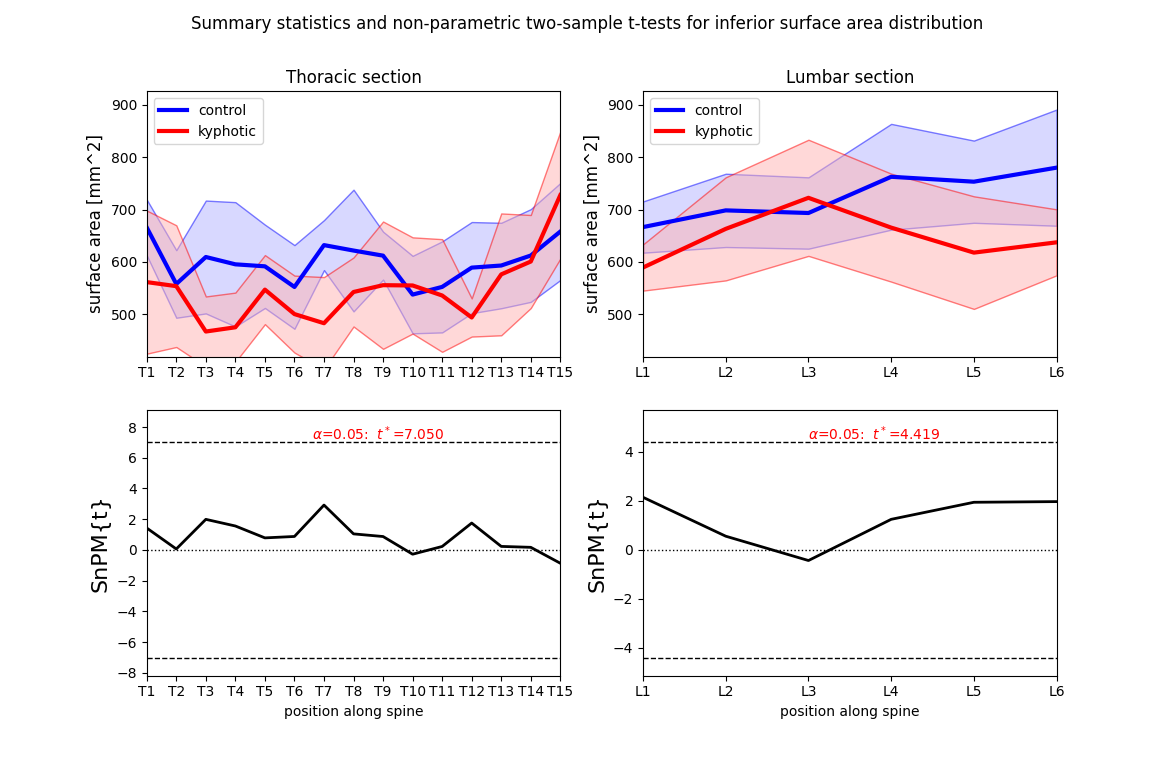 Summary statistics and non-parametric two-sample t-tests for inferior surface area distribution
Thoracic section
surface area [mm^2]
900
800
700
600
500
control
kyphotic
T1 T2 T3 T4 T5 T6 T7 T8 T9 T10 T11 T12 T13 T14 T15
Lumbar section
surface area [mm^2]
900
800
700
600
500
control
kyphotic
L1 L2 L3 L4 L5 L6
SnPM{t}
8
6
4
2
0
−2
−4
−6
−8
α=0.05: t*=7.050
T1 T2 T3 T4 T5 T6 T7 T8 T9 T10 T11 T12 T13 T14 T15
position along spine
SnPM{t}
4
2
0
−2
−4
α=0.05: t*=4.419
L1 L2 L3 L4 L5 L6
position along spine